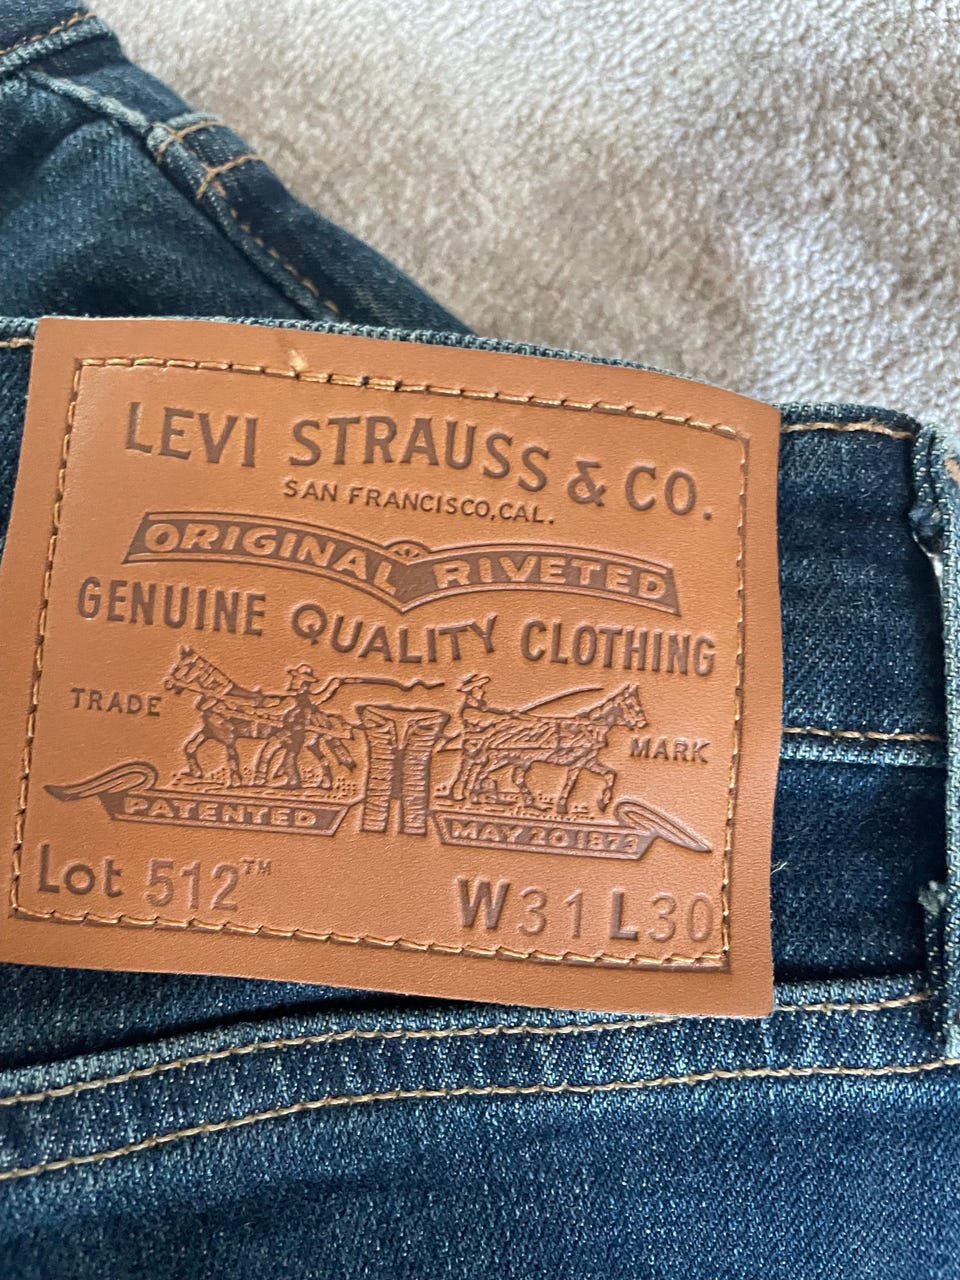 LEVI STRAUSS & CO.
SAN FRANCISCO, CAL.
ORIGINAL RIVETED
GENUINE QUALITY CLOTHING
TRADE MARK
PATENTED MAY 20 1873
Lot 512™ W31 L30